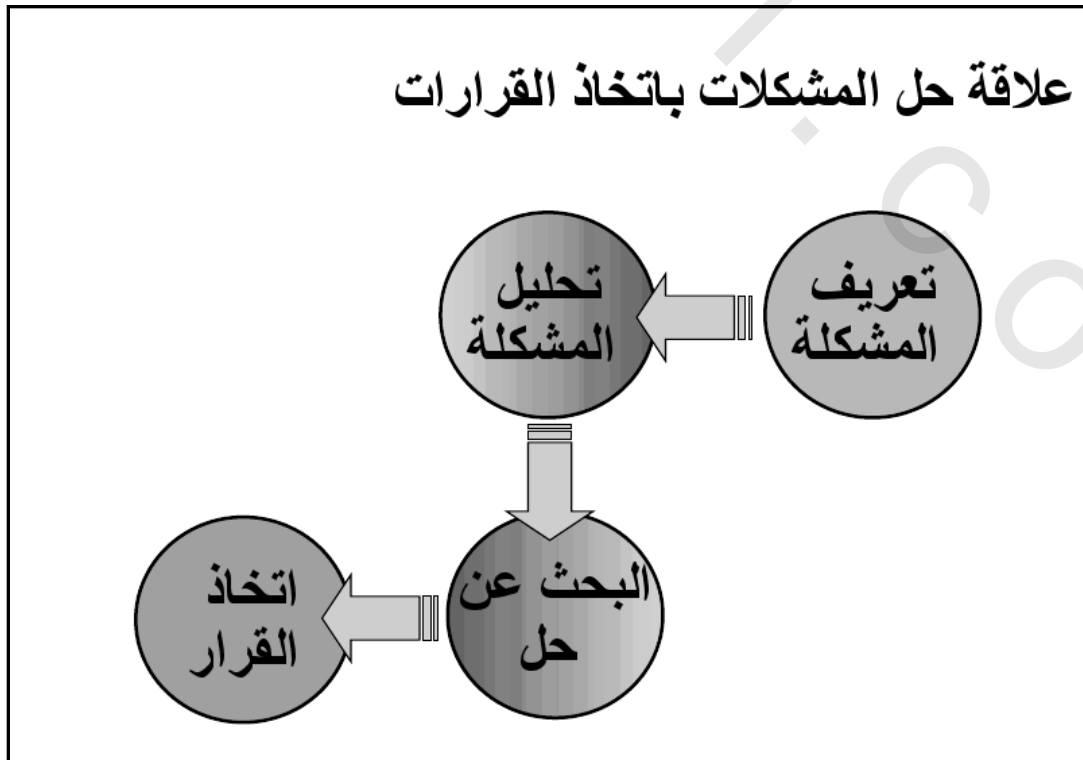 علاقة حل المشكلات باتخاذ القرارات
تعريف
المشكلة
تحليل
المشكلة
البحث عن
حل
اتخاذ
القرار